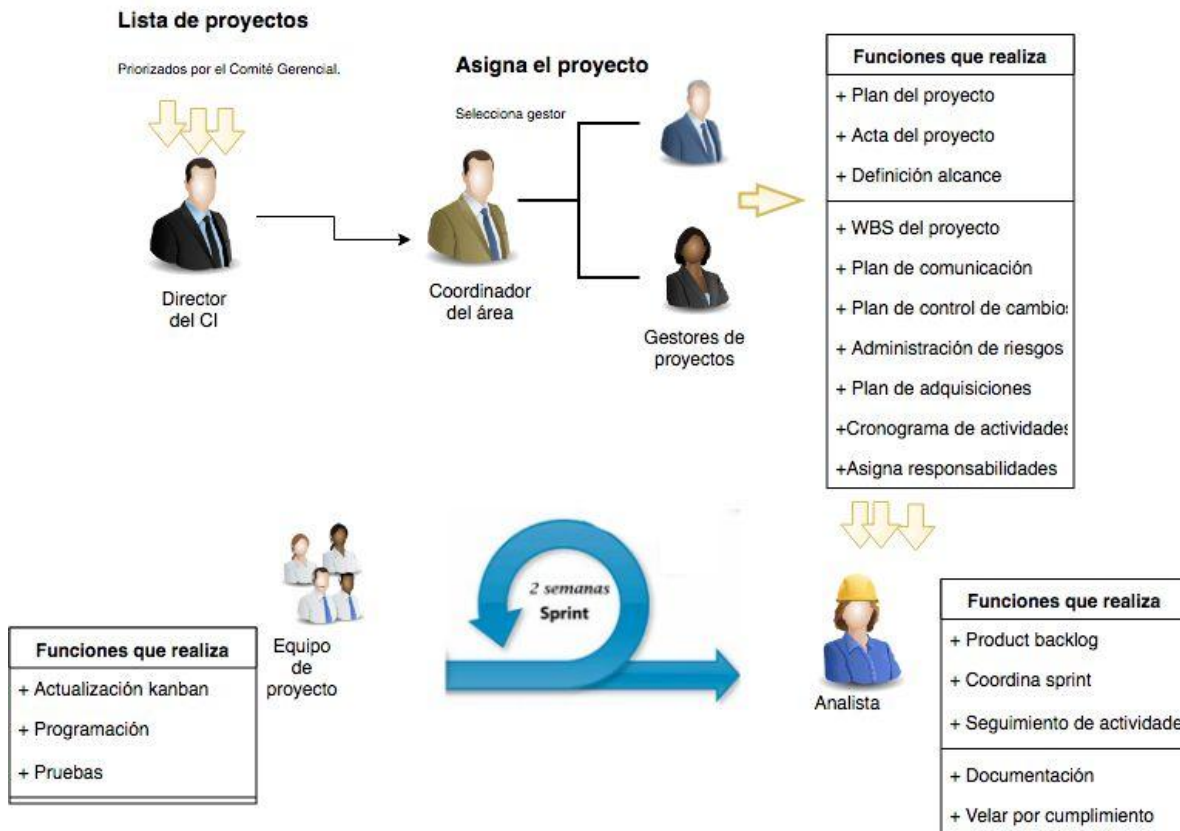 Lista de proyectos
Priorizados por el Comité Gerencial.
Asigna el proyecto
Selecciona gestor
Director
del CI
Coordinador
del área
Gestores de
proyectos
Funciones que realiza
+ Plan del proyecto
+ Acta del proyecto
+ Definición alcance
+ WBS del proyecto
+ Plan de comunicación
+ Plan de control de cambios
+ Administración de riesgos
+ Plan de adquisiciones
+Cronograma de actividades
+Asigna responsabilidades
Funciones que realiza
+ Actualización kanban
+ Programación
+ Pruebas
Equipo
de
proyecto
2 semanas
Sprint
Analista
Funciones que realiza
+ Product backlog
+ Coordina sprint
+ Seguimiento de actividade
+ Documentación
+ Velar por cumplimiento